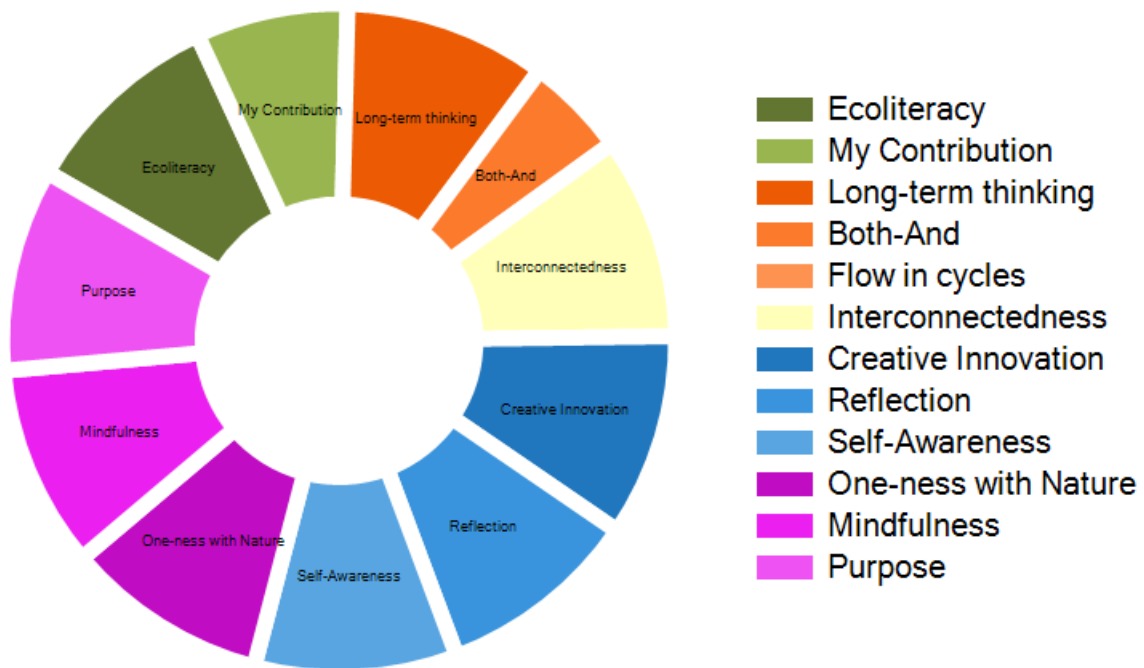 My Contribution
Long-term thinking
Ecoliteracy
Both-And
Interconnectedness
Purpose
Creative Innovation
Mindfulness
Reflection
One-ness with Nature
Self-Awareness
Ecoliteracy
My Contribution
Long-term thinking
Both-And
Flow in cycles
Interconnectedness
Creative Innovation
Reflection
Self-Awareness
One-ness with Nature
Mindfulness
Purpose